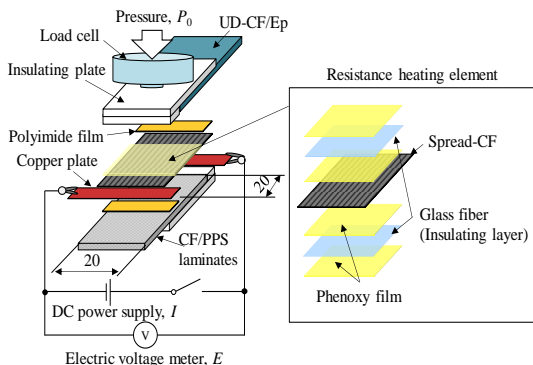 Pressure, P0
UD-CF/Ep
Load cell
Insulating plate
Polyimide film
Copper plate
20
CF/PPS
laminates
20
DC power supply, I
V
Electric voltage meter, E
Resistance heating element
Spread-CF
Glass fiber
(Insulating layer)
Phenoxy film